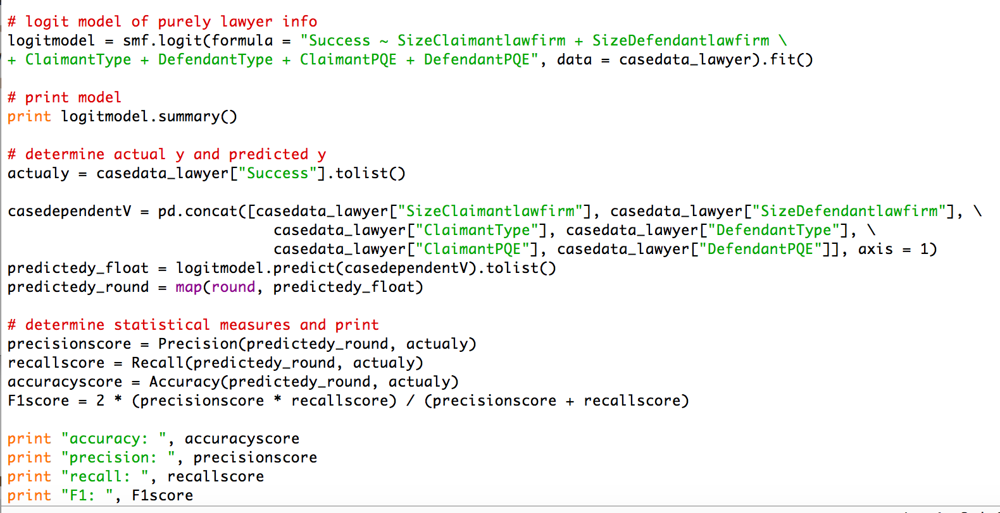 # logit model of purely lawyer info
logitmodel = smf.logit(formula = "Success ~ SizeClaimantlawfirm + SizeDefendantlawfirm \
+ ClaimantType + DefendantType + ClaimantPQE + DefendantPQE", data = casedata_lawyer).fit()
# print model
print logitmodel.summary()
# determine actual y and predicted y
actualy = casedata_lawyer["Success"].tolist()
casedependentV = pd.concat([casedata_lawyer["SizeClaimantlawfirm"], casedata_lawyer["SizeDefendantlawfirm"], \
casedata_lawyer["ClaimantType"], casedata_lawyer["DefendantType"], \
casedata_lawyer["ClaimantPQE"], casedata_lawyer["DefendantPQE"]], axis = 1)
predictedy_float = logitmodel.predict(casedependentV).tolist()
predictedy_round = map(round, predictedy_float)
# determine statistical measures and print
precisionscore = Precision(predictedy_round, actualy)
recallscore = Recall(predictedy_round, actualy)
accuracyscore = Accuracy(predictedy_round, actualy)
F1score = 2 * (precisionscore * recallscore) / (precisionscore + recallscore)
print "accuracy: ", accuracyscore
print "precision: ", precisionscore
print "recall: ", recallscore
print "F1: ", F1score